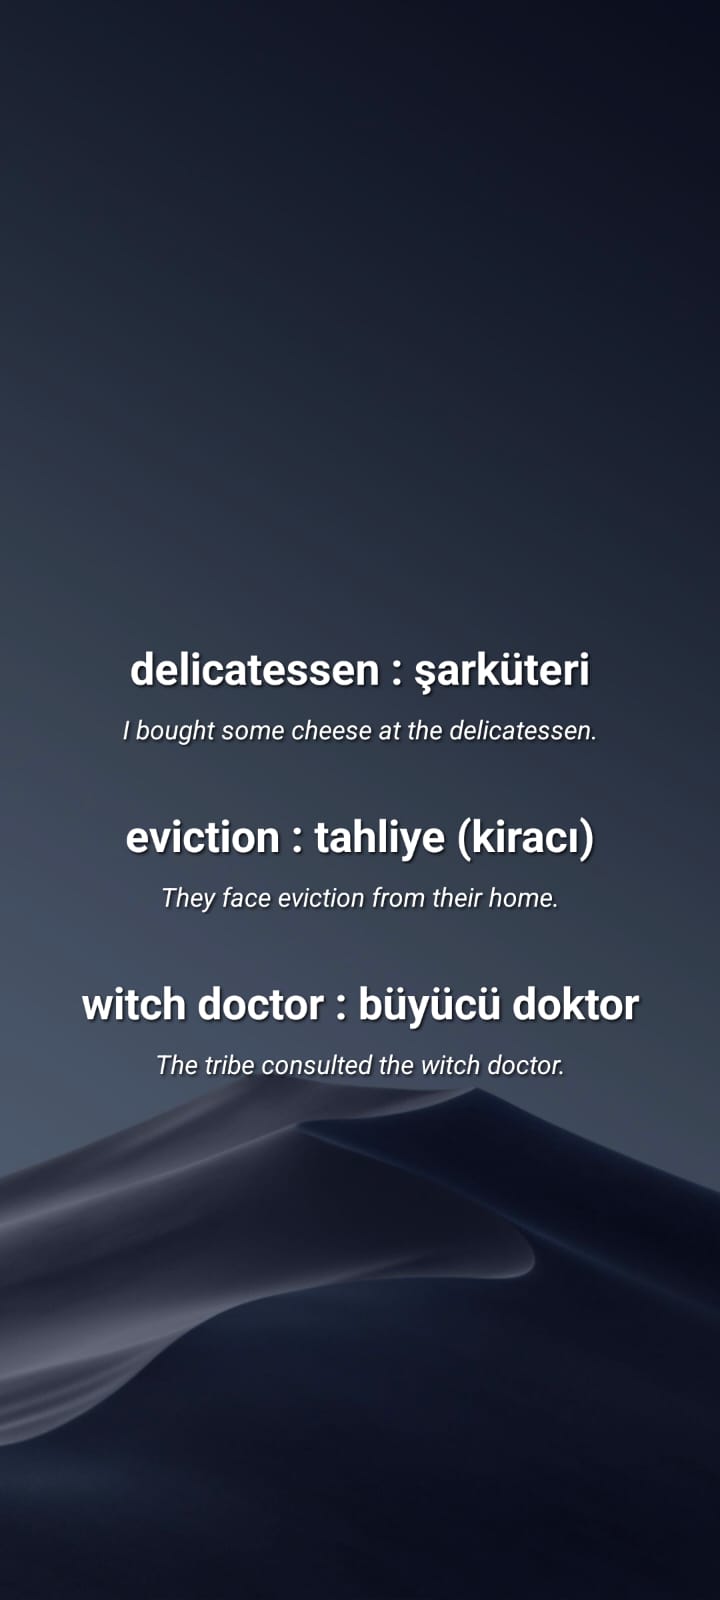 delicatessen : şarküteri
I bought some cheese at the delicatessen.
eviction : tahliye (kiracı)
They face eviction from their home.
witch doctor : büyücü doktor
The tribe consulted the witch doctor.